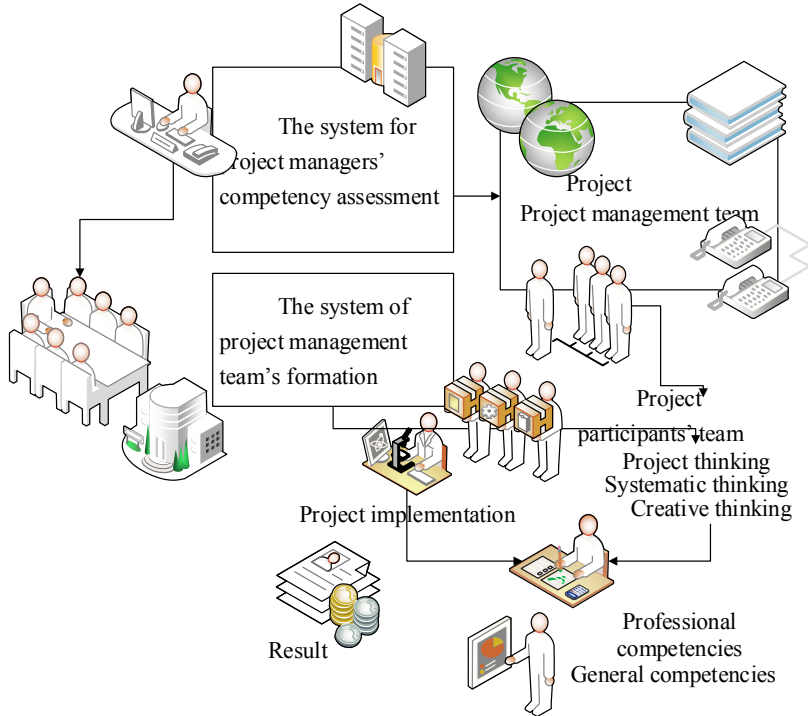 The system for
project managers'
competency assessment
Project
Project management team
The system of
project management
team's formation
Project
participants' team
Project thinking
Systematic thinking
Creative thinking
Project implementation
Result
Professional
competencies
General competencies